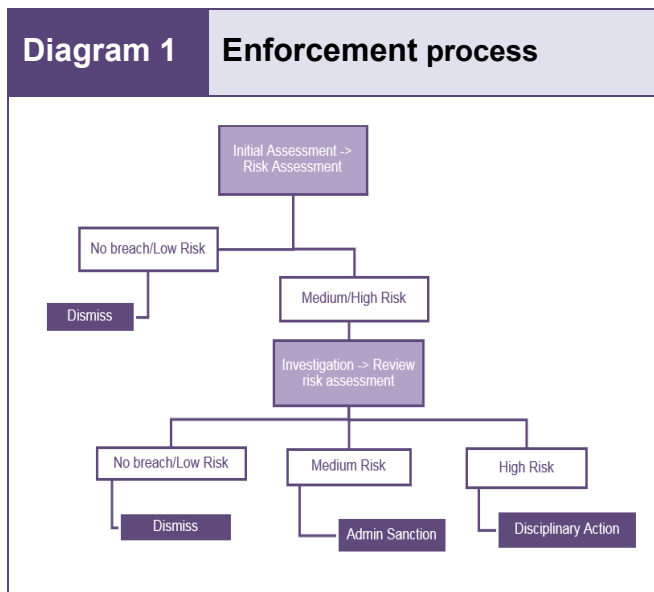 Diagram 1
Enforcement process
Initial Assessment ->
Risk Assessment
No breach/Low Risk
Dismiss
Medium/High Risk
Investigation -> Review
risk assessment
No breach/Low Risk
Medium Risk
High Risk
Dismiss
Admin Sanction
Disciplinary Action